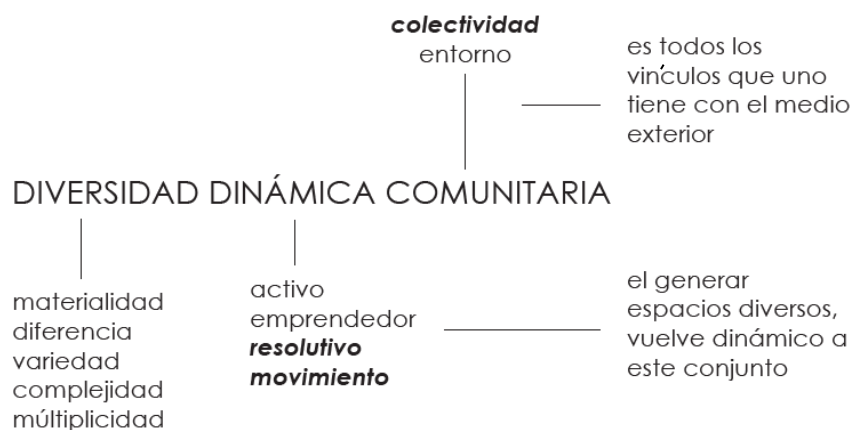 colectividad
entorno
es todos los
vinculos que uno
tiene con el medio
exterior
DIVERSIDAD DINÁMICA COMUNITARIA
materialidad
diferencia
variedad
complejidad
múltiplicidad
activo
emprendedor
resolutivo
movimiento
el generar
espacios diversos,
vuelve dinámico a
este conjunto